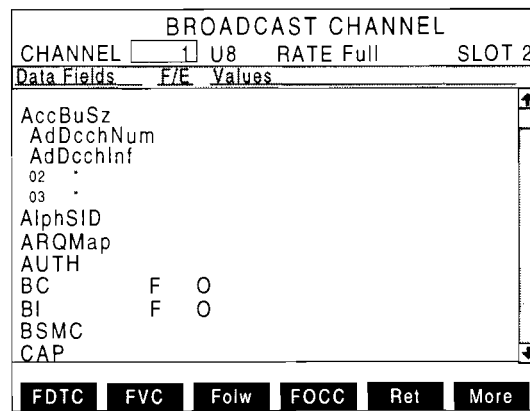 BROADCAST CHANNEL
CHANNEL 1 U8 RATE Full SLOT 2
Data Fields F/E Values
AccBuSz
AdDcchNum
AdDcchInf
02 "
03 "
AlphSID
ARQMap
AUTH
BC F O
BI F O
BSMC
CAP
FDTC FVC Folw FOCC Ret More